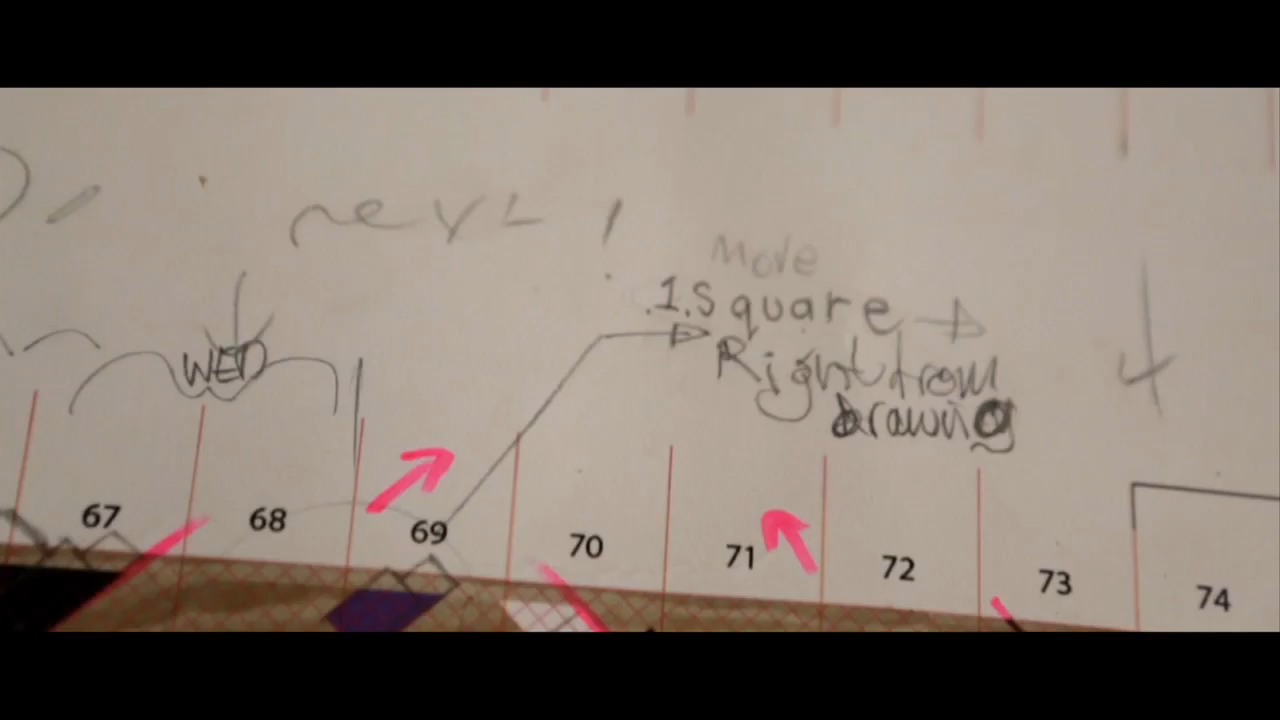 Move
1. Square
Right from
drawing
WED
67 68 69 70 71 72 73 74